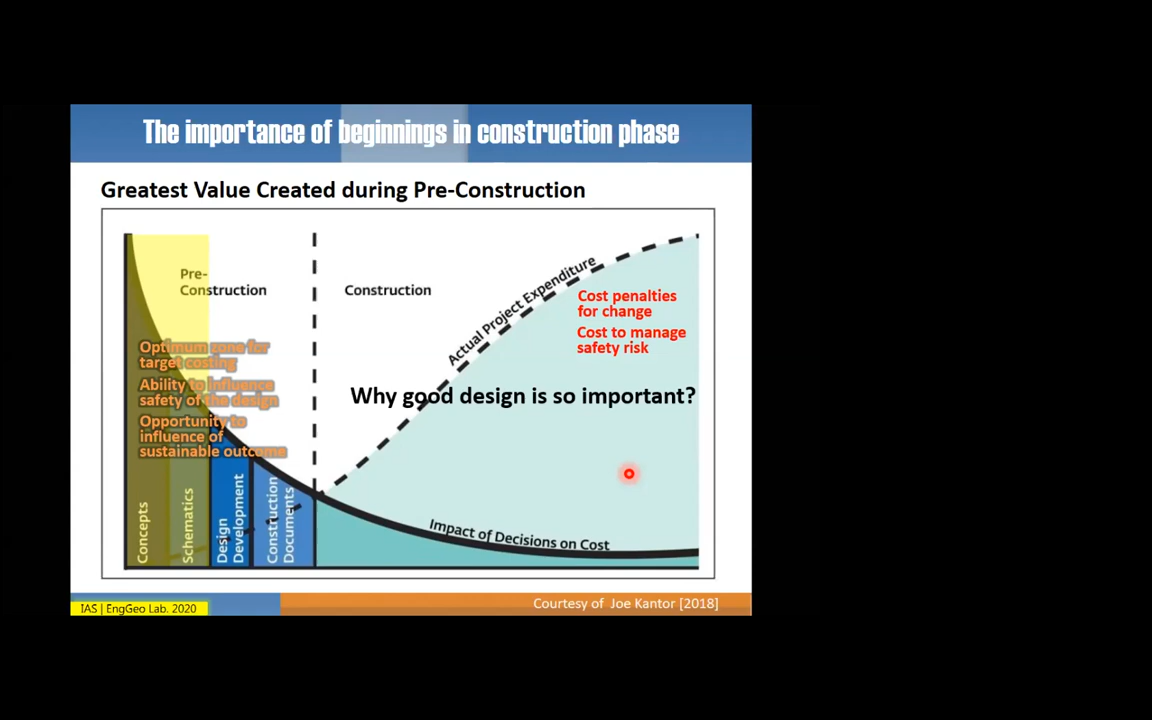 The importance of beginnings in construction phase
Greatest Value Created during Pre-Construction
Pre-
Construction
Construction
Actual Project Expenditure
Cost penalties
for change
Cost to manage
safety risk
Optimum zone for
target costing
Ability to influence
safety of the design
Opportunity to
influence of
sustainable outcome
Why good design is so important?
Concepts
Schematics
Design
Development
Construction
Documents
Impact of Decisions on Cost
IAS | EngGeo Lab. 2020
Courtesy of Joe Kantor [2018]